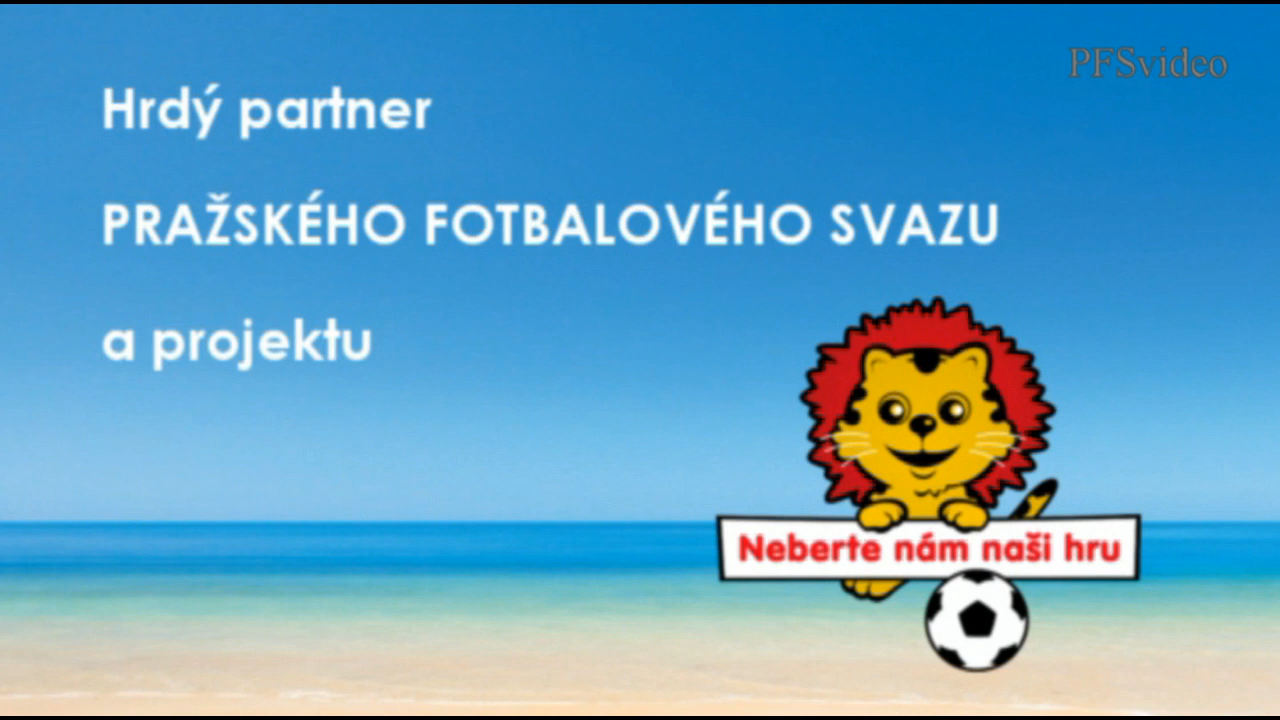 PFSvideo
Hrdý partner
PRAŽSKÉHO FOTBALOVÉHO SVAZU
a projektu
Neberte nám naši hru